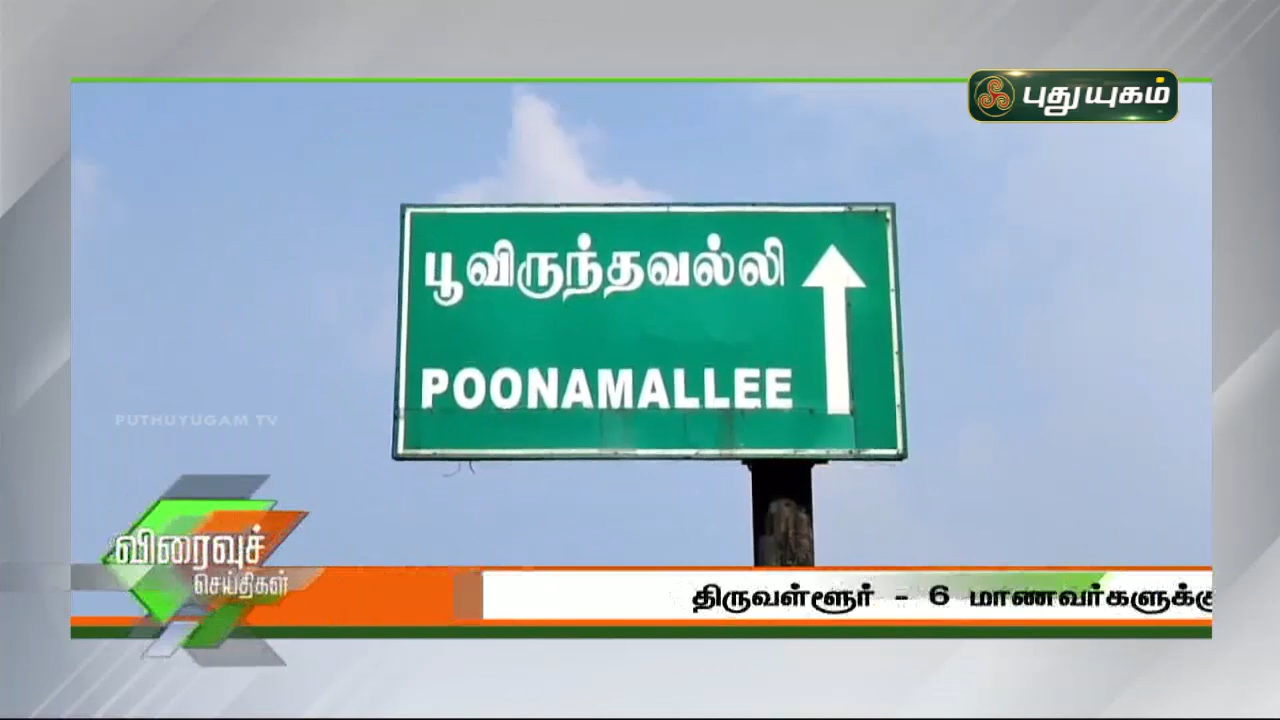 புதுயுகம்
பூவிருந்தவல்லி
POONAMALLEE
PUTHUYUGAM TV
விரைவுச்
செய்திகள்
திருவள்ளூர் - 6 மாணவர்களுக்கு